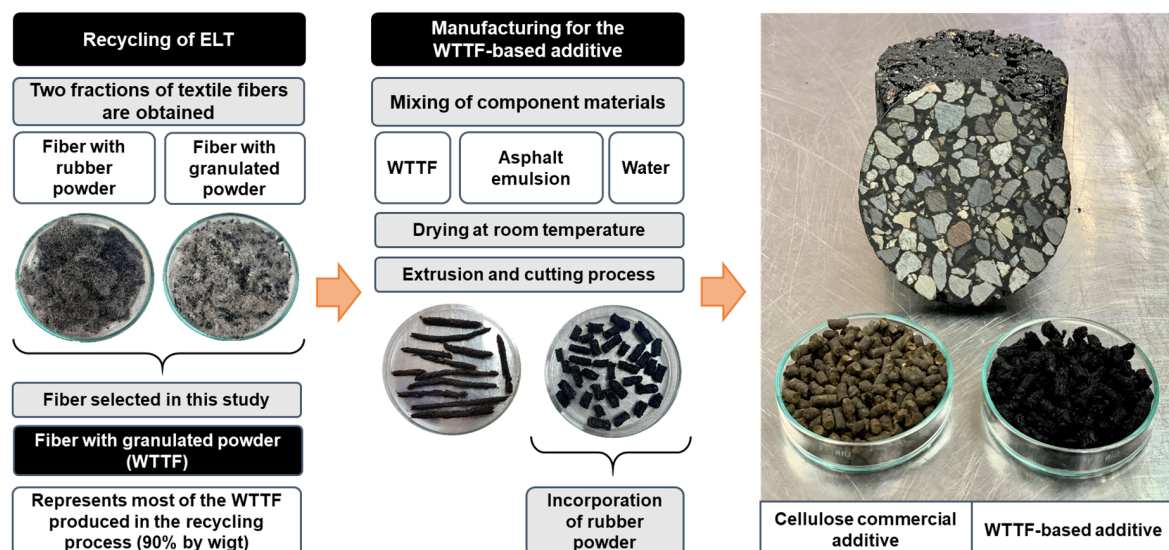 Recycling of ELT
Two fractions of textile fibers
are obtained
Fiber with
rubber
powder
Fiber with
granulated
powder
Fiber selected in this study
Fiber with granulated powder
(WTTF)
Represents most of the WTTF
produced in the recycling
process (90% by wigt)
Manufacturing for the
WTTF-based additive
Mixing of component materials
WTTF
Asphalt
emulsion
Water
Drying at room temperature
Extrusion and cutting process
Incorporation
of rubber
powder
Cellulose commercial
additive
WTTF-based additive